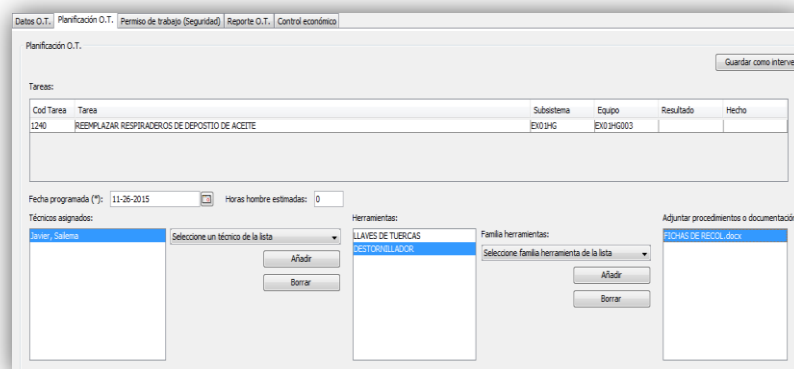 Datos O.T. Planificación O.T. Permiso de trabajo (Seguridad) Reporte O.T. Control económico
Planificación O.T.
Guardar como interve
Tareas:
Cod Tarea Tarea Subsistema Equipo Resultado Hecho
1240 REEMPLAZAR RESPIRADEROS DE DEPOSTIO DE ACEITE EX01HG EX01HG003
Fecha programada (*): 11-26-2015 Horas hombre estimadas: 0
Técnicos asignados: Herramientas: Familia herramientas: Adjuntar procedimientos o documentación
Javier, Sailema Seleccione un técnico de la lista LLAVES DE TUERCAS FICHAS DE RECOL.docx
DESTORNILLADOR Seleccione familia herramienta de la lista
Añadir Añadir
Borrar Borrar